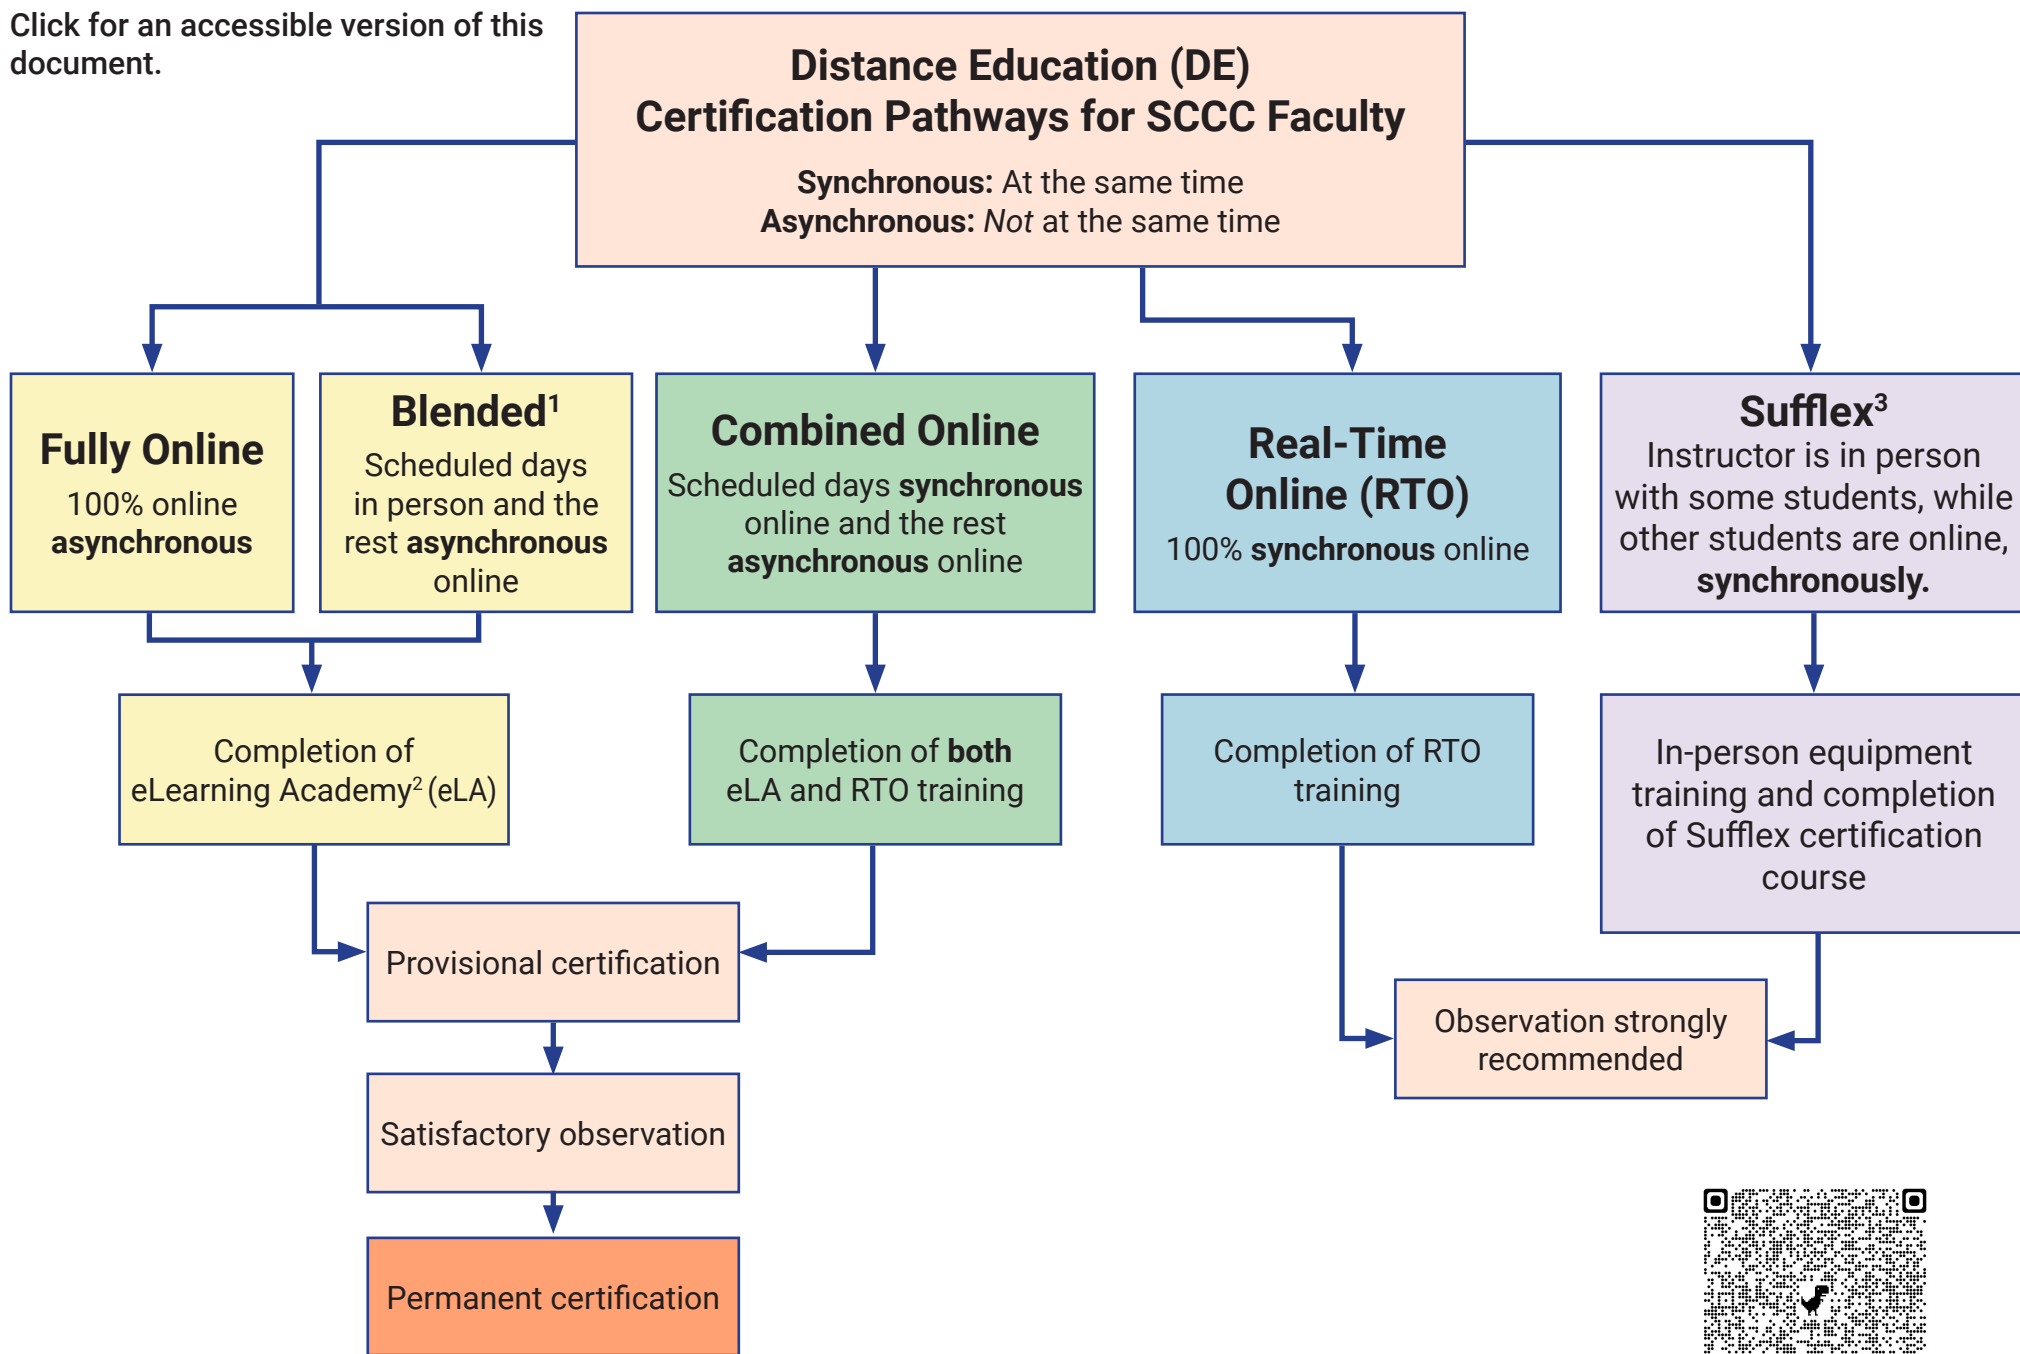 Click for an accessible version of this
document.
Distance Education (DE)
Certification Pathways for SCCC Faculty
Synchronous: At the same time
Asynchronous: Not at the same time
Fully Online
100% online
asynchronous
Blended¹
Scheduled days
in person and the
rest asynchronous
online
Combined Online
Scheduled days synchronous
online and the rest
asynchronous online
Real-Time
Online (RTO)
100% synchronous online
Sufflex³
Instructor is in person
with some students, while
other students are online,
synchronously.
Completion of
eLearning Academy² (eLA)
Completion of both
eLA and RTO training
Completion of RTO
training
In-person equipment
training and completion
of Sufflex certification
course
Provisional certification
Observation strongly
recommended
Satisfactory observation
Permanent certification